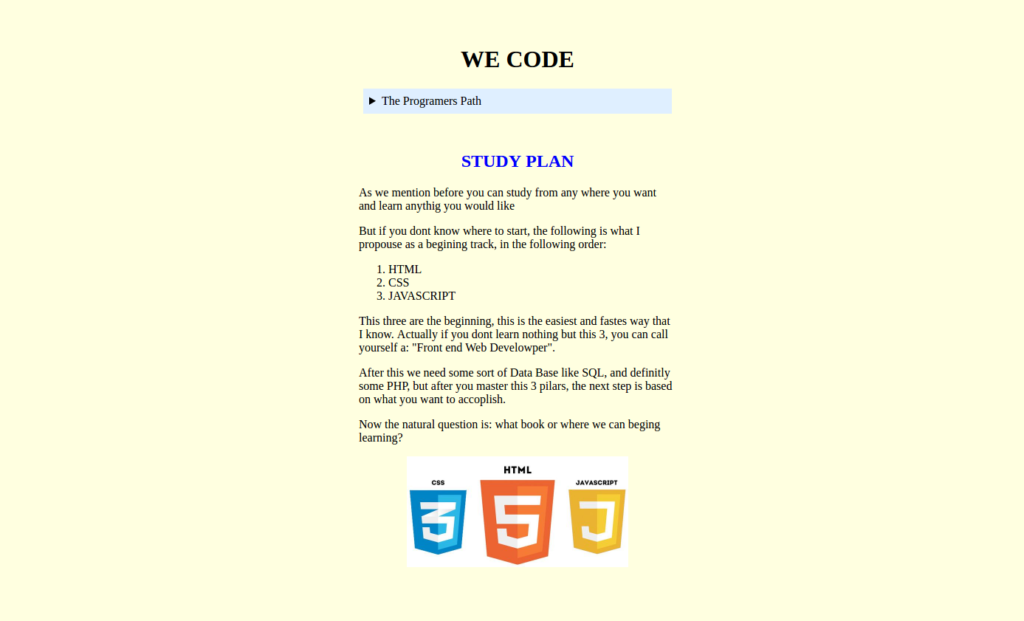 WE CODE
The Programers Path
STUDY PLAN
As we mention before you can study from any where you want
and learn anythig you would like
But if you dont know where to start, the following is what I
propouse as a begining track, in the following order:
1. HTML
2. CSS
3. JAVASCRIPT
This three are the beginning, this is the easiest and fastes way that
I know. Actually if you dont learn nothing but this 3, you can call
yourself a: "Front end Web Develowper".
After this we need some sort of Data Base like SQL, and definitly
some PHP, but after you master this 3 pilars, the next step is based
on what you want to accoplish.
Now the natural question is: what book or where we can beging
learning?
CSS HTML JAVASCRIPT
3 5 J